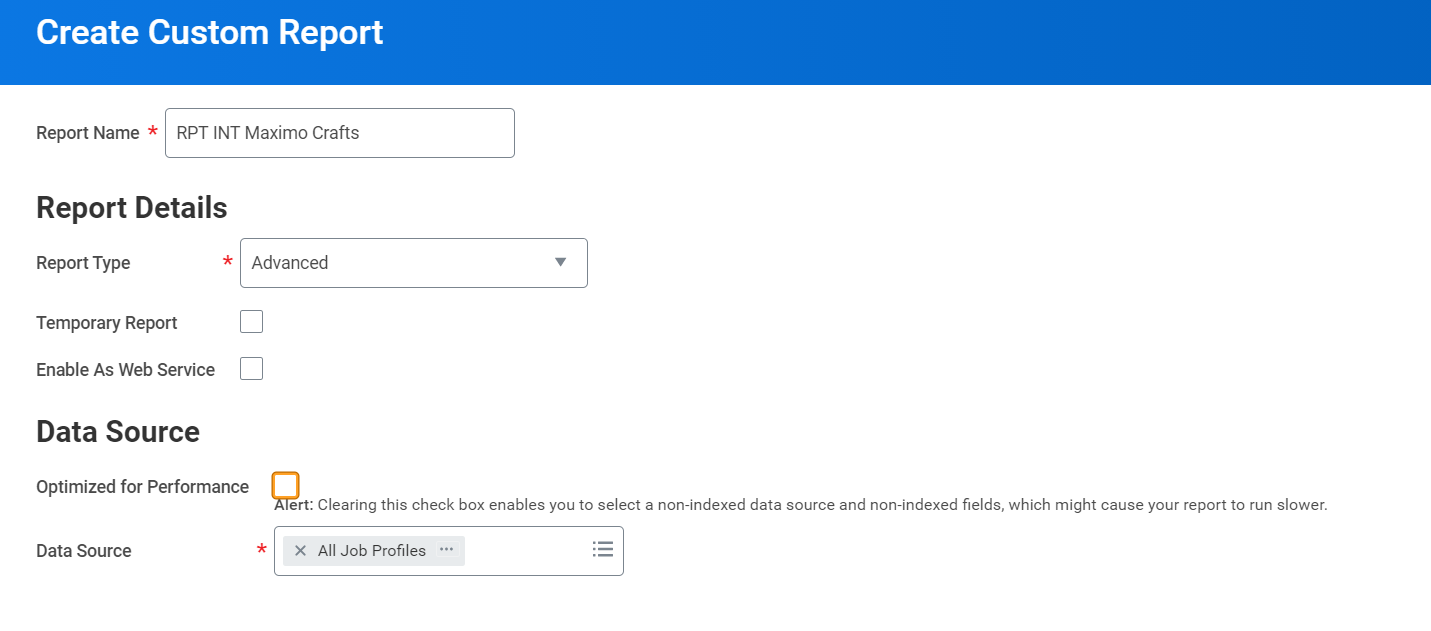 Create Custom Report
Report Name * RPT INT Maximo Crafts
Report Details
Report Type * Advanced
Temporary Report
Enable As Web Service
Data Source
Optimized for Performance
Alert: Clearing this check box enables you to select a non-indexed data source and non-indexed fields, which might cause your report to run slower.
Data Source * × All Job Profiles ...